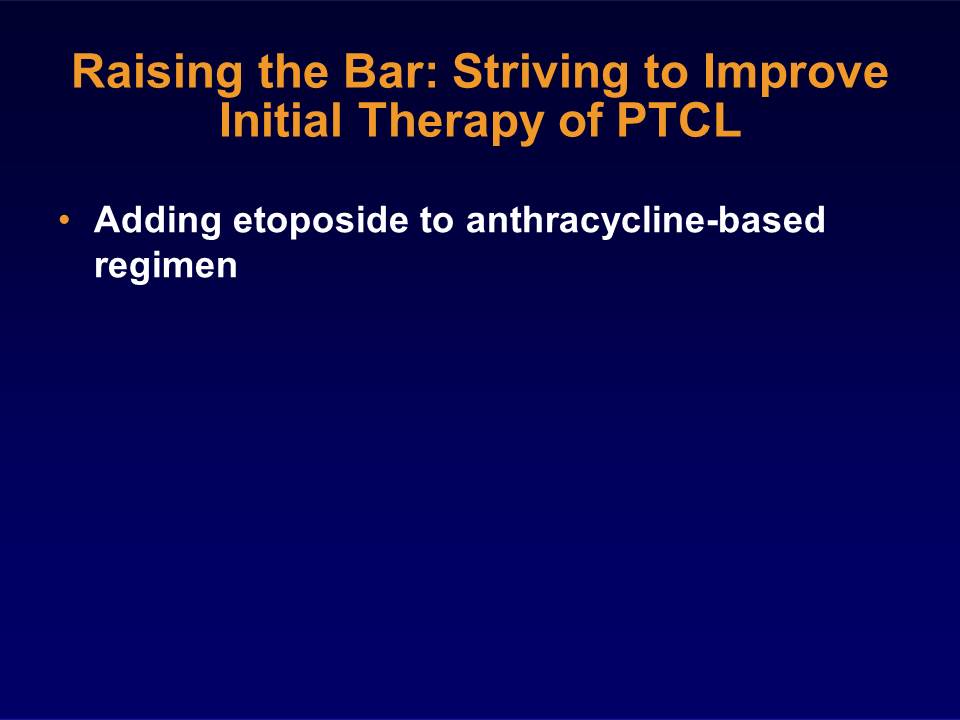 Raising the Bar: Striving to Improve
Initial Therapy of PTCL
• Adding etoposide to anthracycline-based
regimen